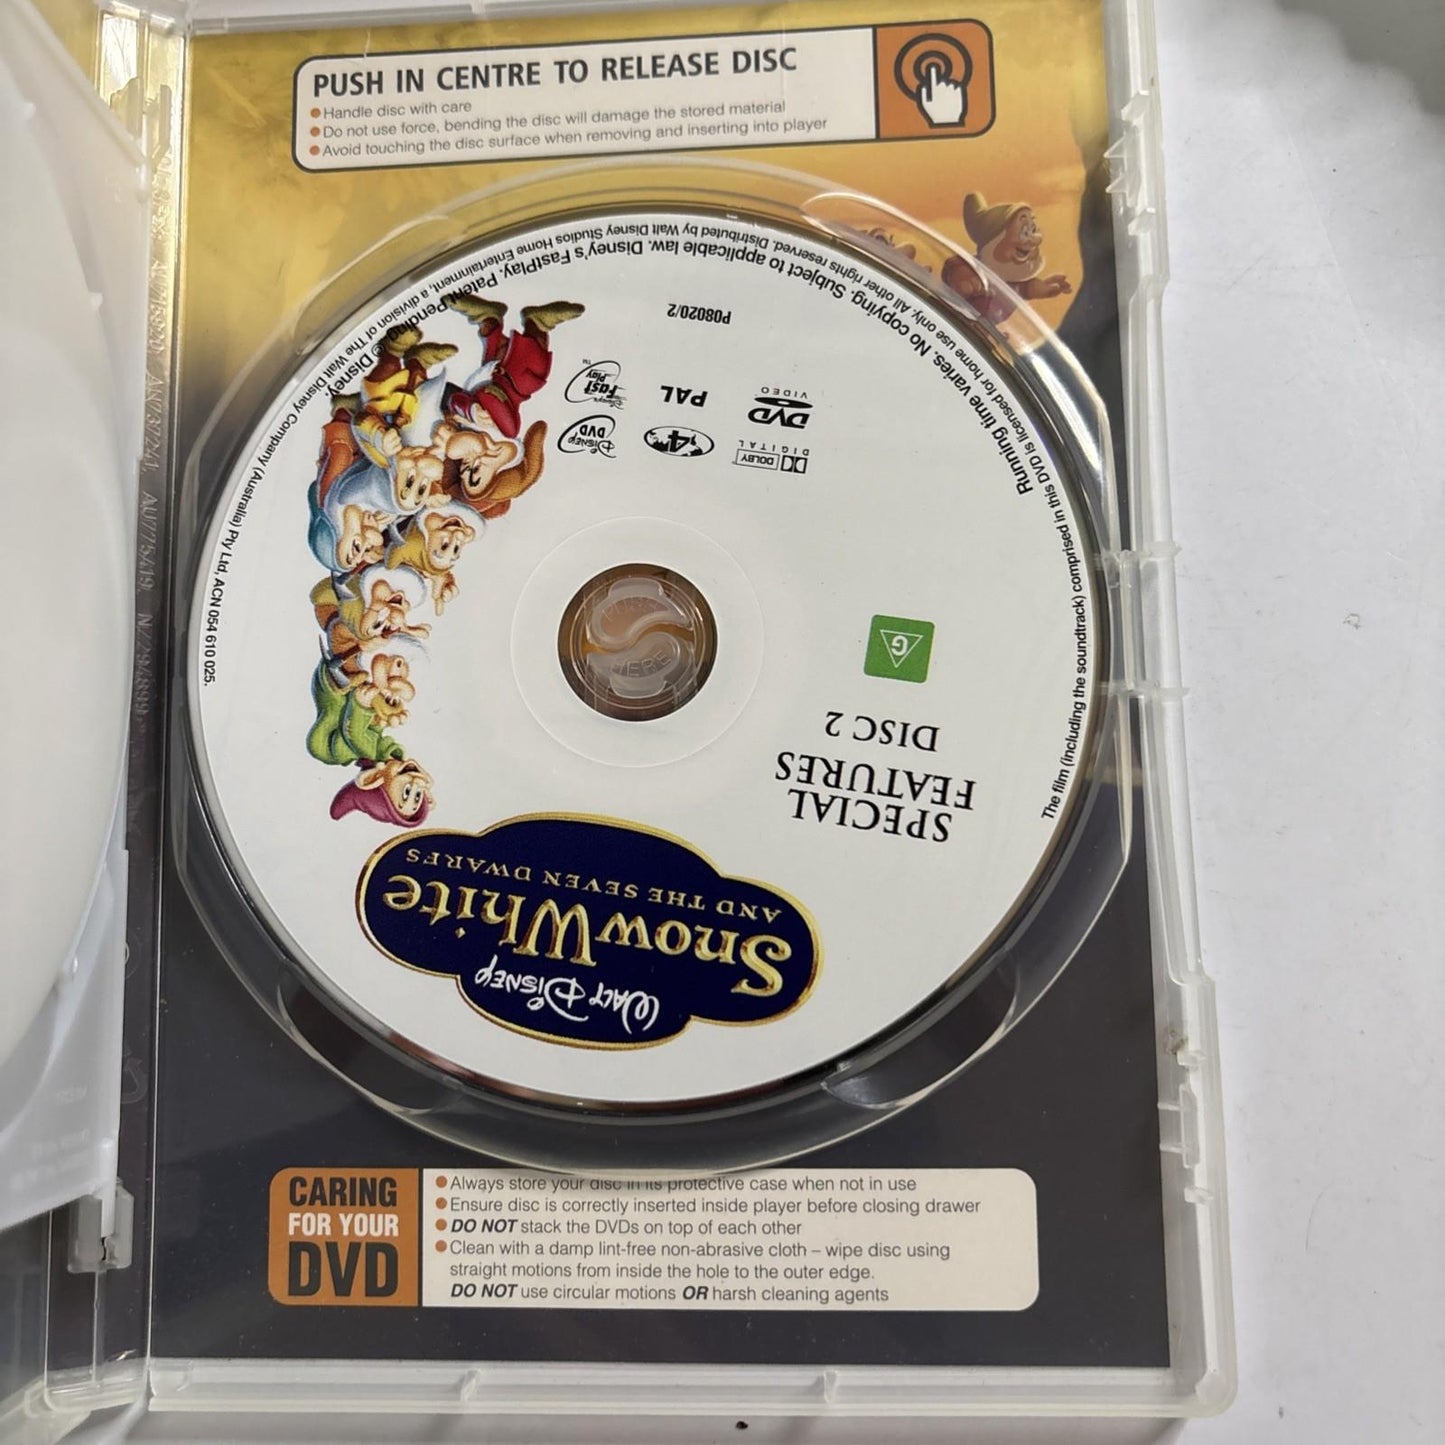 PUSH IN CENTRE TO RELEASE DISC
Handle disc with care
Do not use force, bending the disc will damage the stored material
Avoid touching the disc surface when removing and inserting into player
WALT DISNEY
Snow White
AND THE SEVEN DWARFS
SPECIAL
FEATURES
DISC 2
G
PUSH
HERE
DOLBY
DIGITAL
4
DISNEY
DVD
DVD
VIDEO
PAL
Disney's
Fast
Play
TM
P08020/2
The film (including the soundtrack) comprised in this DVD is licensed for home use only. All other rights reserved. Distributed by Walt Disney Studios Home Entertainment, a division of The Walt Disney Company (Australia) Pty Ltd, ACN 054 610 025.
Running time varies. No copying. Subject to applicable law. Disney's FastPlay. Patent Pending © Disney.
CARING
FOR YOUR
DVD
Always store your disc in its protective case when not in use
Ensure disc is correctly inserted inside player before closing drawer
DO NOT stack the DVDs on top of each other
Clean with a damp lint-free non-abrasive cloth – wipe disc using
straight motions from inside the hole to the outer edge.
DO NOT use circular motions OR harsh cleaning agents